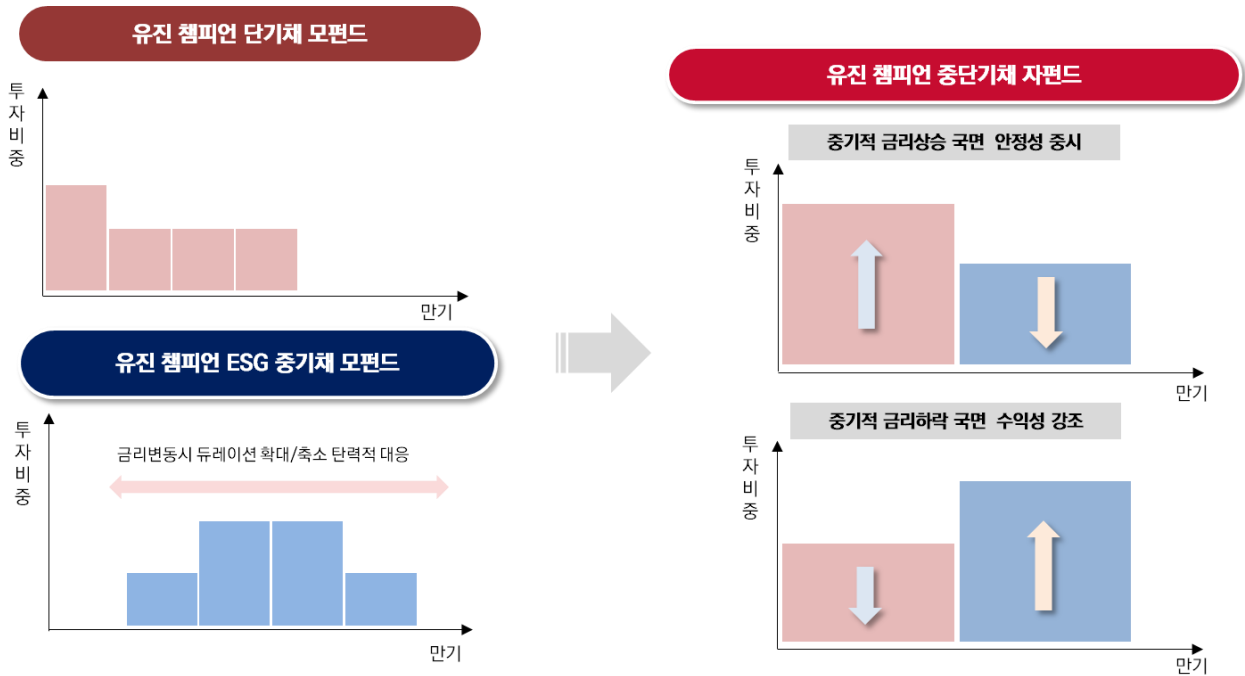 유진 챔피언 단기채 모펀드
투자비중
만기
유진 챔피언 ESG 중기채 모펀드
투자비중
금리변동시 듀레이션 확대/축소 탄력적 대응
만기
유진 챔피언 중단기채 자펀드
중기적 금리상승 국면 안정성 중시
투자비중
만기
중기적 금리하락 국면 수익성 강조
투자비중
만기